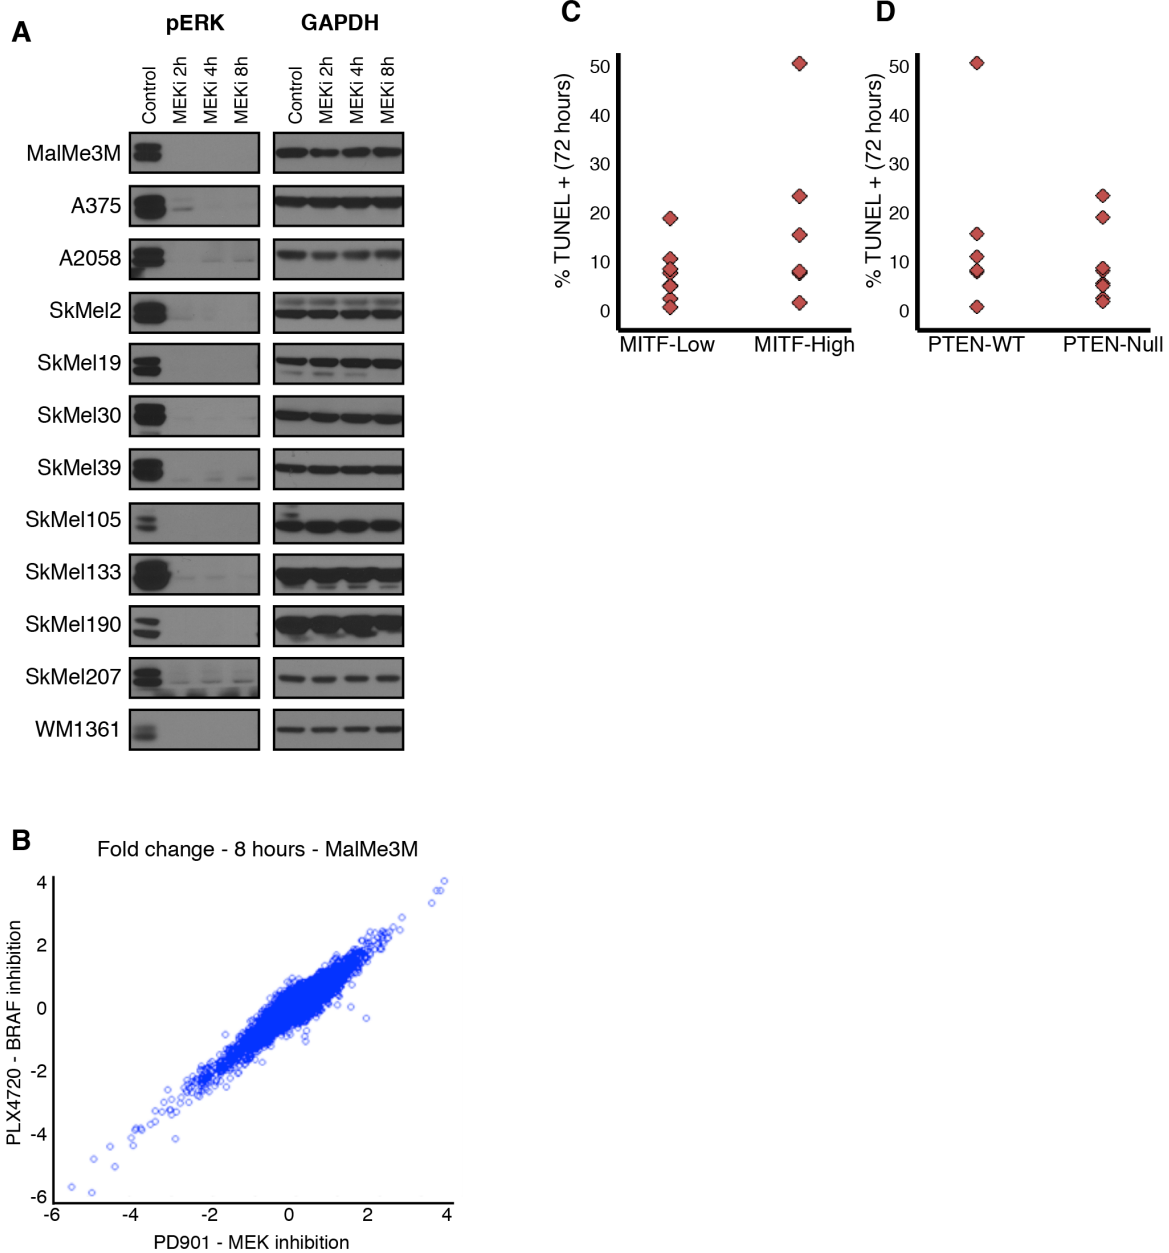 A
pERK GAPDH
Control MEKi 2h MEKi 4h MEKi 8h Control MEKi 2h MEKi 4h MEKi 8h
MalMe3M
A375
A2058
SkMel2
SkMel19
SkMel30
SkMel39
SkMel105
SkMel133
SkMel190
SkMel207
WM1361
B
Fold change - 8 hours - MalMe3M
PLX4720 - BRAF inhibition
4
2
0
-2
-4
-6
-6 -4 -2 0 2 4
PD901 - MEK inhibition
C
% TUNEL + (72 hours)
50
40
30
20
10
0
MITF-Low MITF-High
D
% TUNEL + (72 hours)
50
40
30
20
10
0
PTEN-WT PTEN-Null